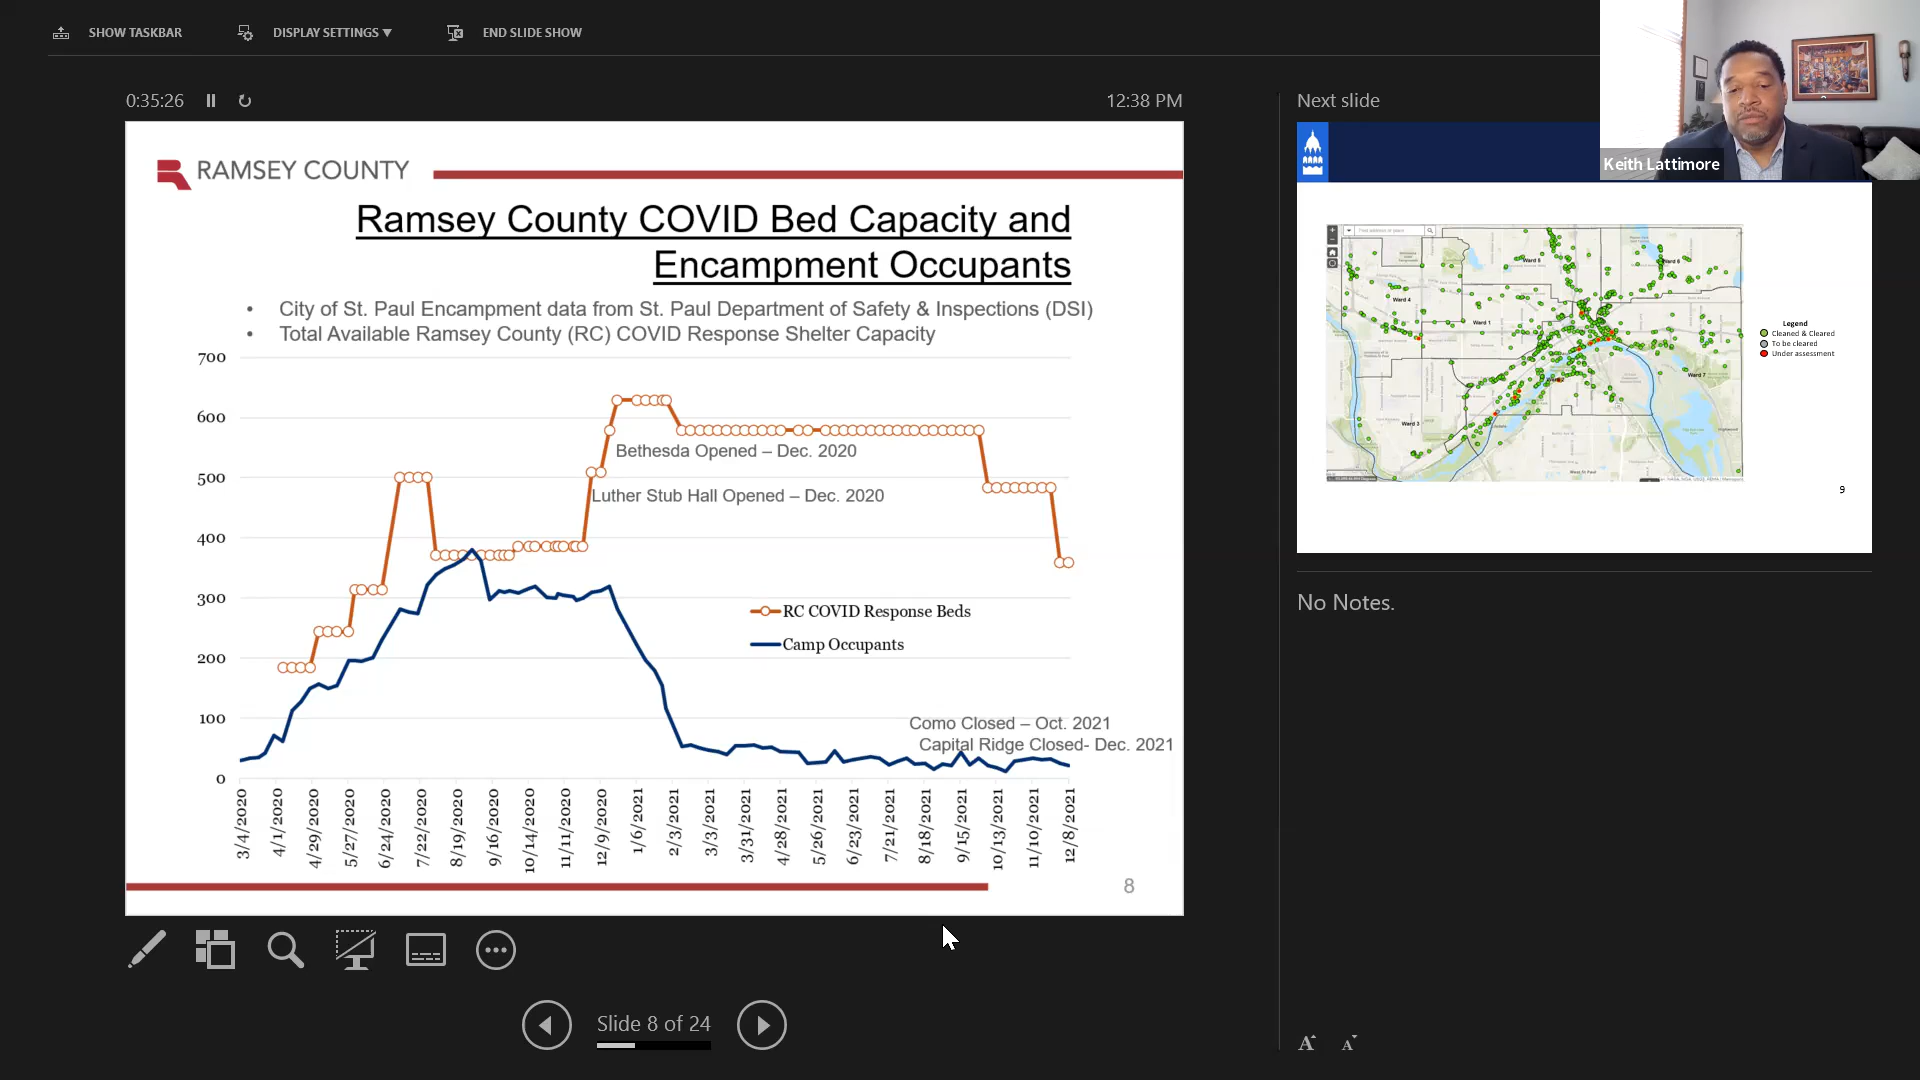 SHOW TASKBAR
DISPLAY SETTINGS
END SLIDE SHOW
0:35:26
12:38 PM
RAMSEY COUNTY
Ramsey County COVID Bed Capacity and
Encampment Occupants
• City of St. Paul Encampment data from St. Paul Department of Safety & Inspections (DSI)
• Total Available Ramsey County (RC) COVID Response Shelter Capacity
700
600
500
400
300
200
100
0
Bethesda Opened – Dec. 2020
Luther Stub Hall Opened – Dec. 2020
RC COVID Response Beds
Camp Occupants
Como Closed – Oct. 2021
Capital Ridge Closed- Dec. 2021
3/4/2020
4/1/2020
4/29/2020
5/27/2020
6/24/2020
7/22/2020
8/19/2020
9/16/2020
10/14/2020
11/11/2020
12/9/2020
1/6/2021
2/3/2021
3/3/2021
3/31/2021
4/28/2021
5/26/2021
6/23/2021
7/21/2021
8/18/2021
9/15/2021
10/13/2021
11/10/2021
12/8/2021
8
Slide 8 of 24
Next slide
Keith Lattimore
Ward 4
Ward 1
Ward 7
Ward 3
Legend
Cleaned & Cleared
To be cleared
Under assessment
9
No Notes.
A
A